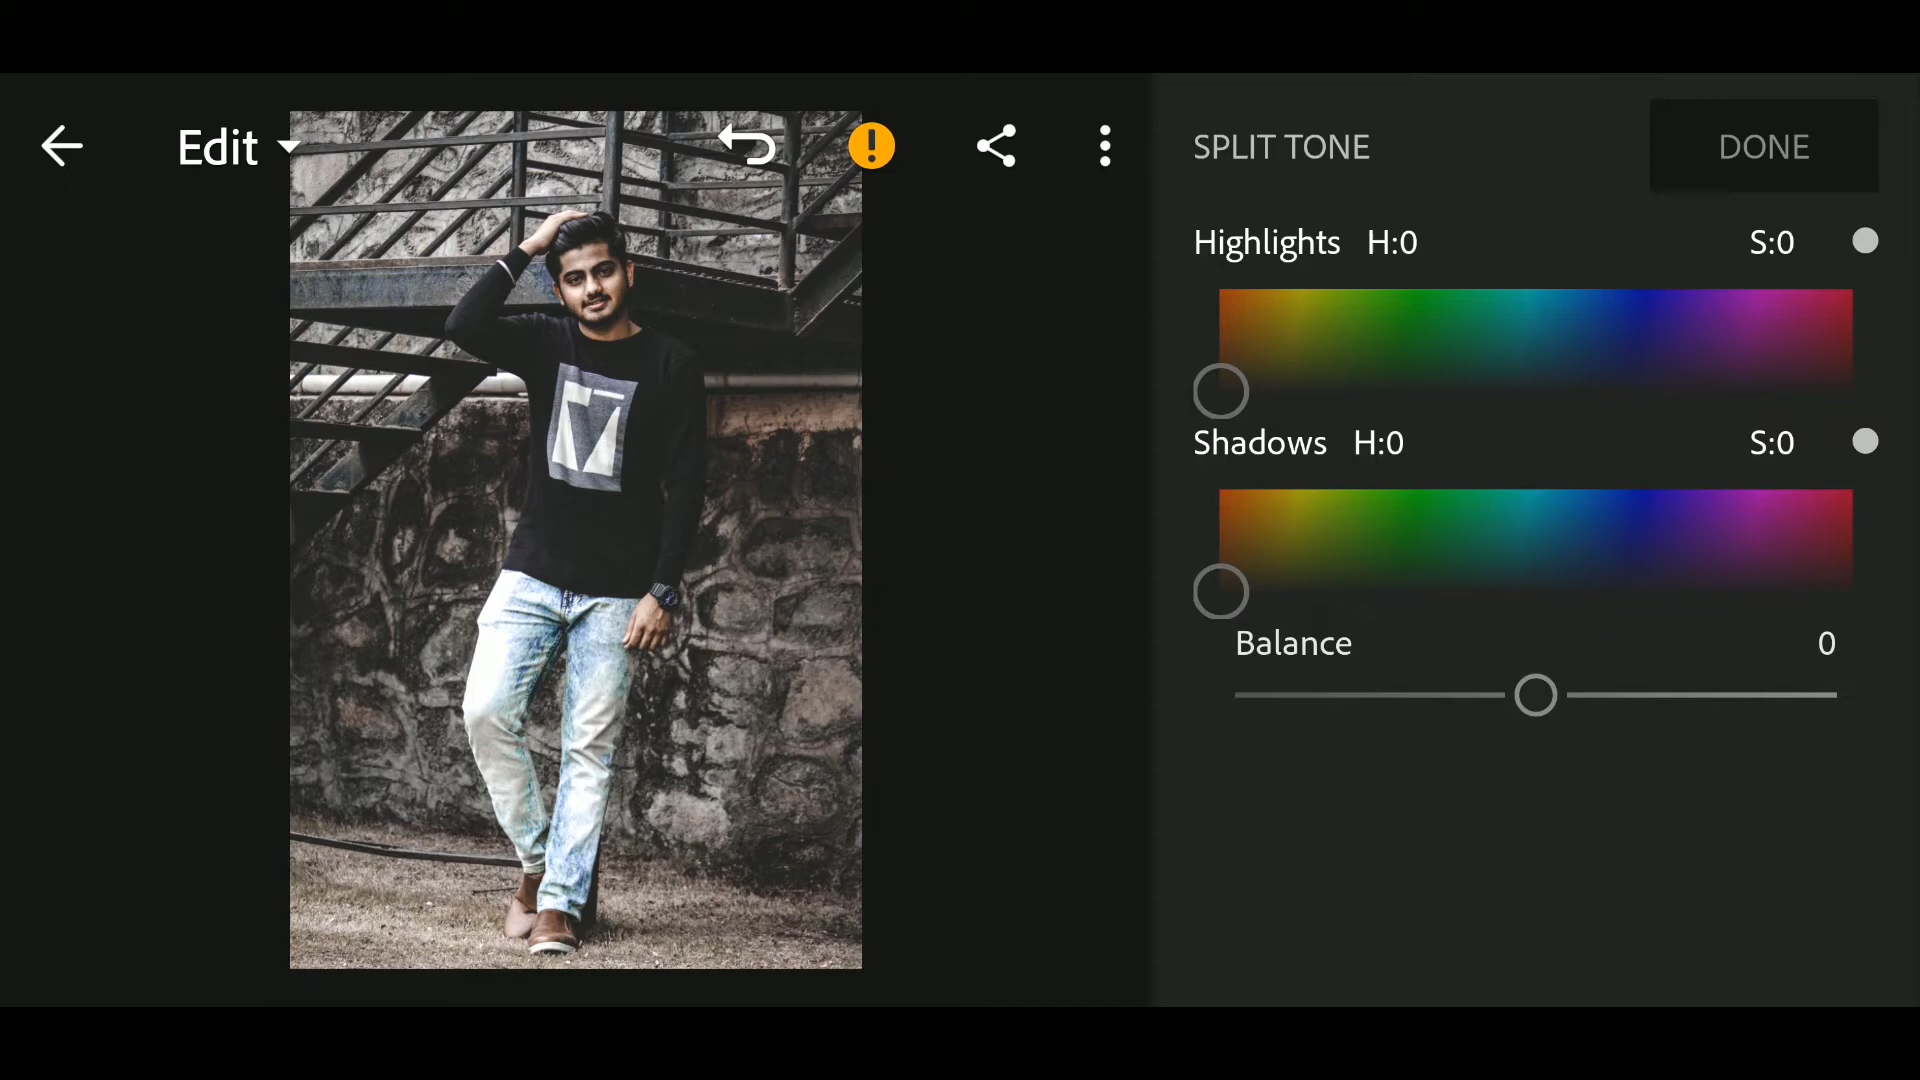 Edit
SPLIT TONE
DONE
Highlights H:0 S:0
Shadows H:0 S:0
Balance 0